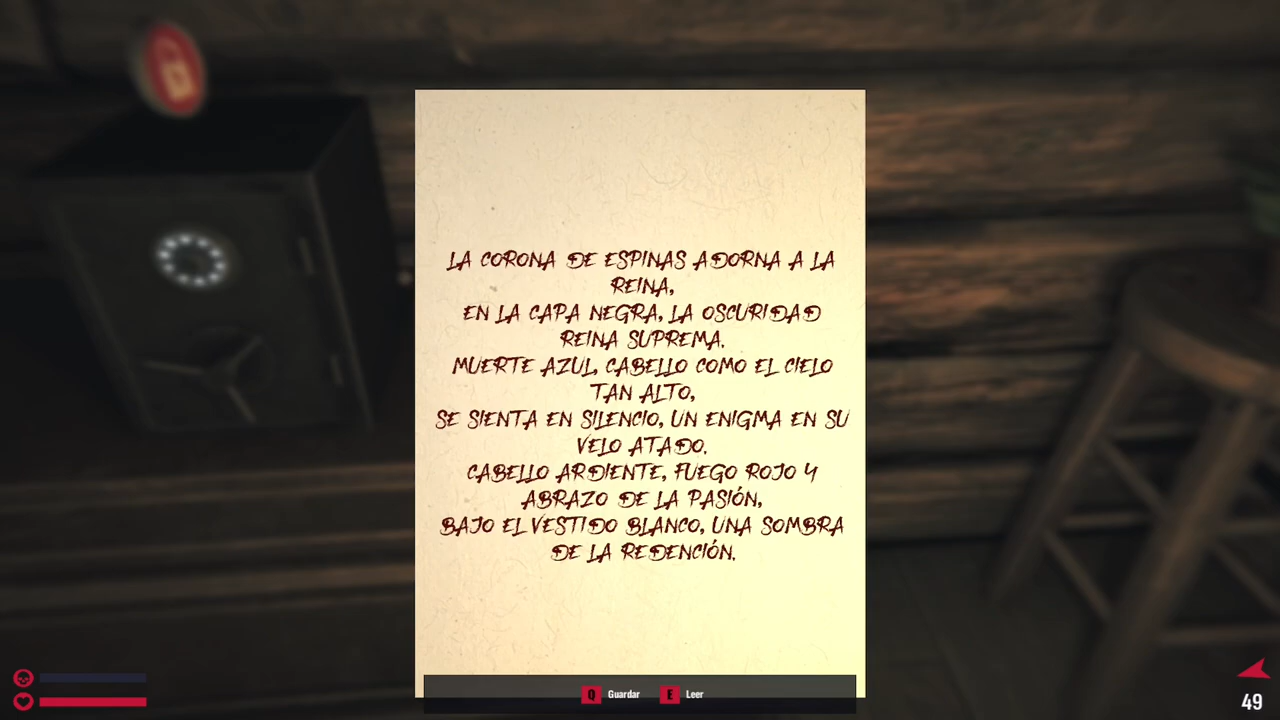 LA CORONA DE ESPINAS ADORNA A LA
REINA,
EN LA CAPA NEGRA, LA OSCURIDAD
REINA SUPREMA.
MUERTE AZUL, CABELLO COMO EL CIELO
TAN ALTO,
SE SIENTA EN SILENCIO, UN ENIGMA EN SU
VELO ATADO.
CABELLO ARDIENTE, FUEGO ROJO Y
ABRAZO DE LA PASIÓN,
BAJO EL VESTIDO BLANCO, UNA SOMBRA
DE LA REDENCIÓN.
Q Guardar E Leer
49